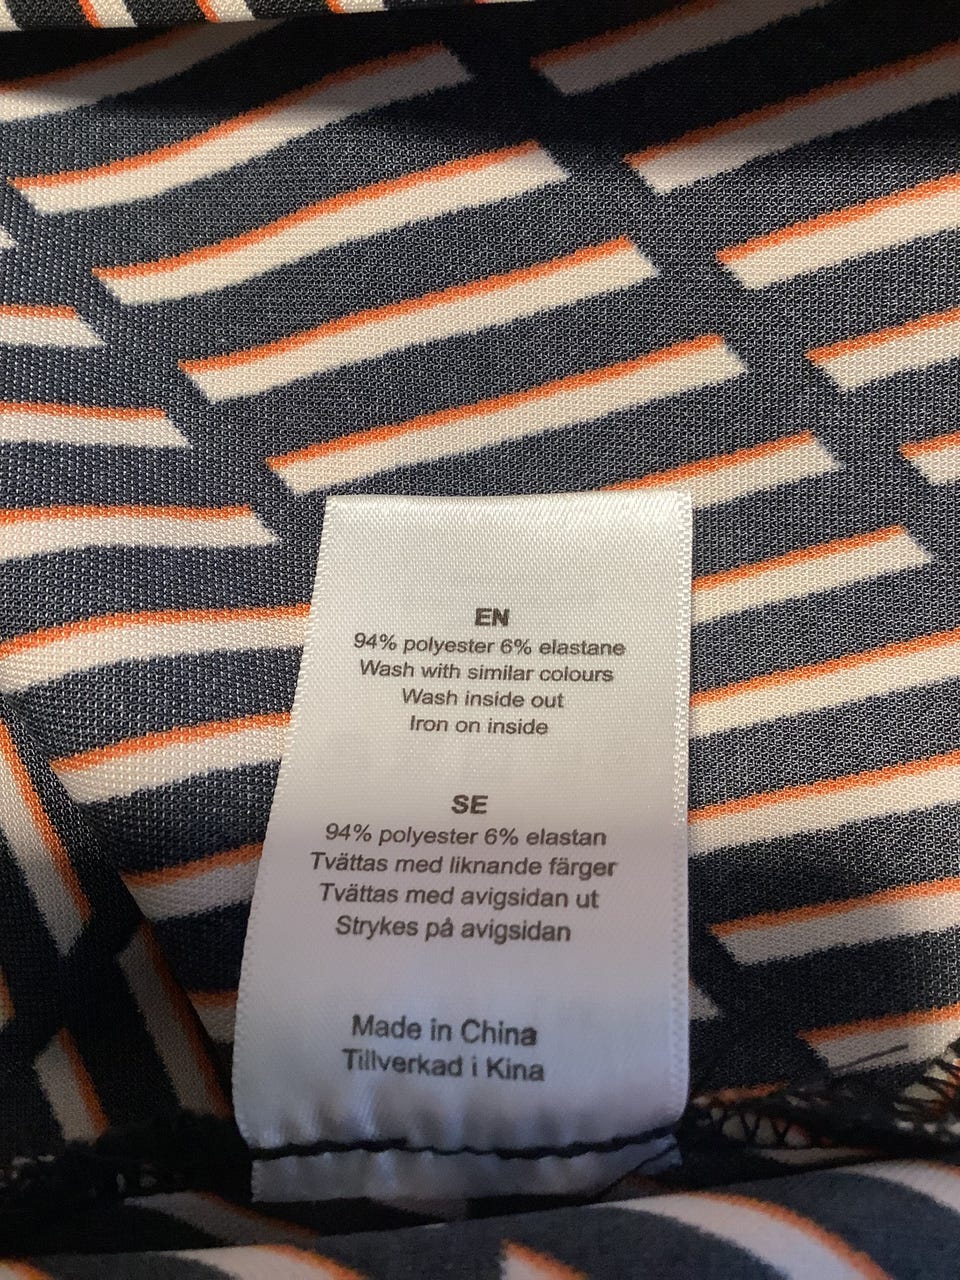 EN
94% polyester 6% elastane
Wash with similar colours
Wash inside out
Iron on inside
SE
94% polyester 6% elastan
Tvättas med liknande färger
Tvättas med avigsidan ut
Strykes på avigsidan
Made in China
Tillverkad i Kina